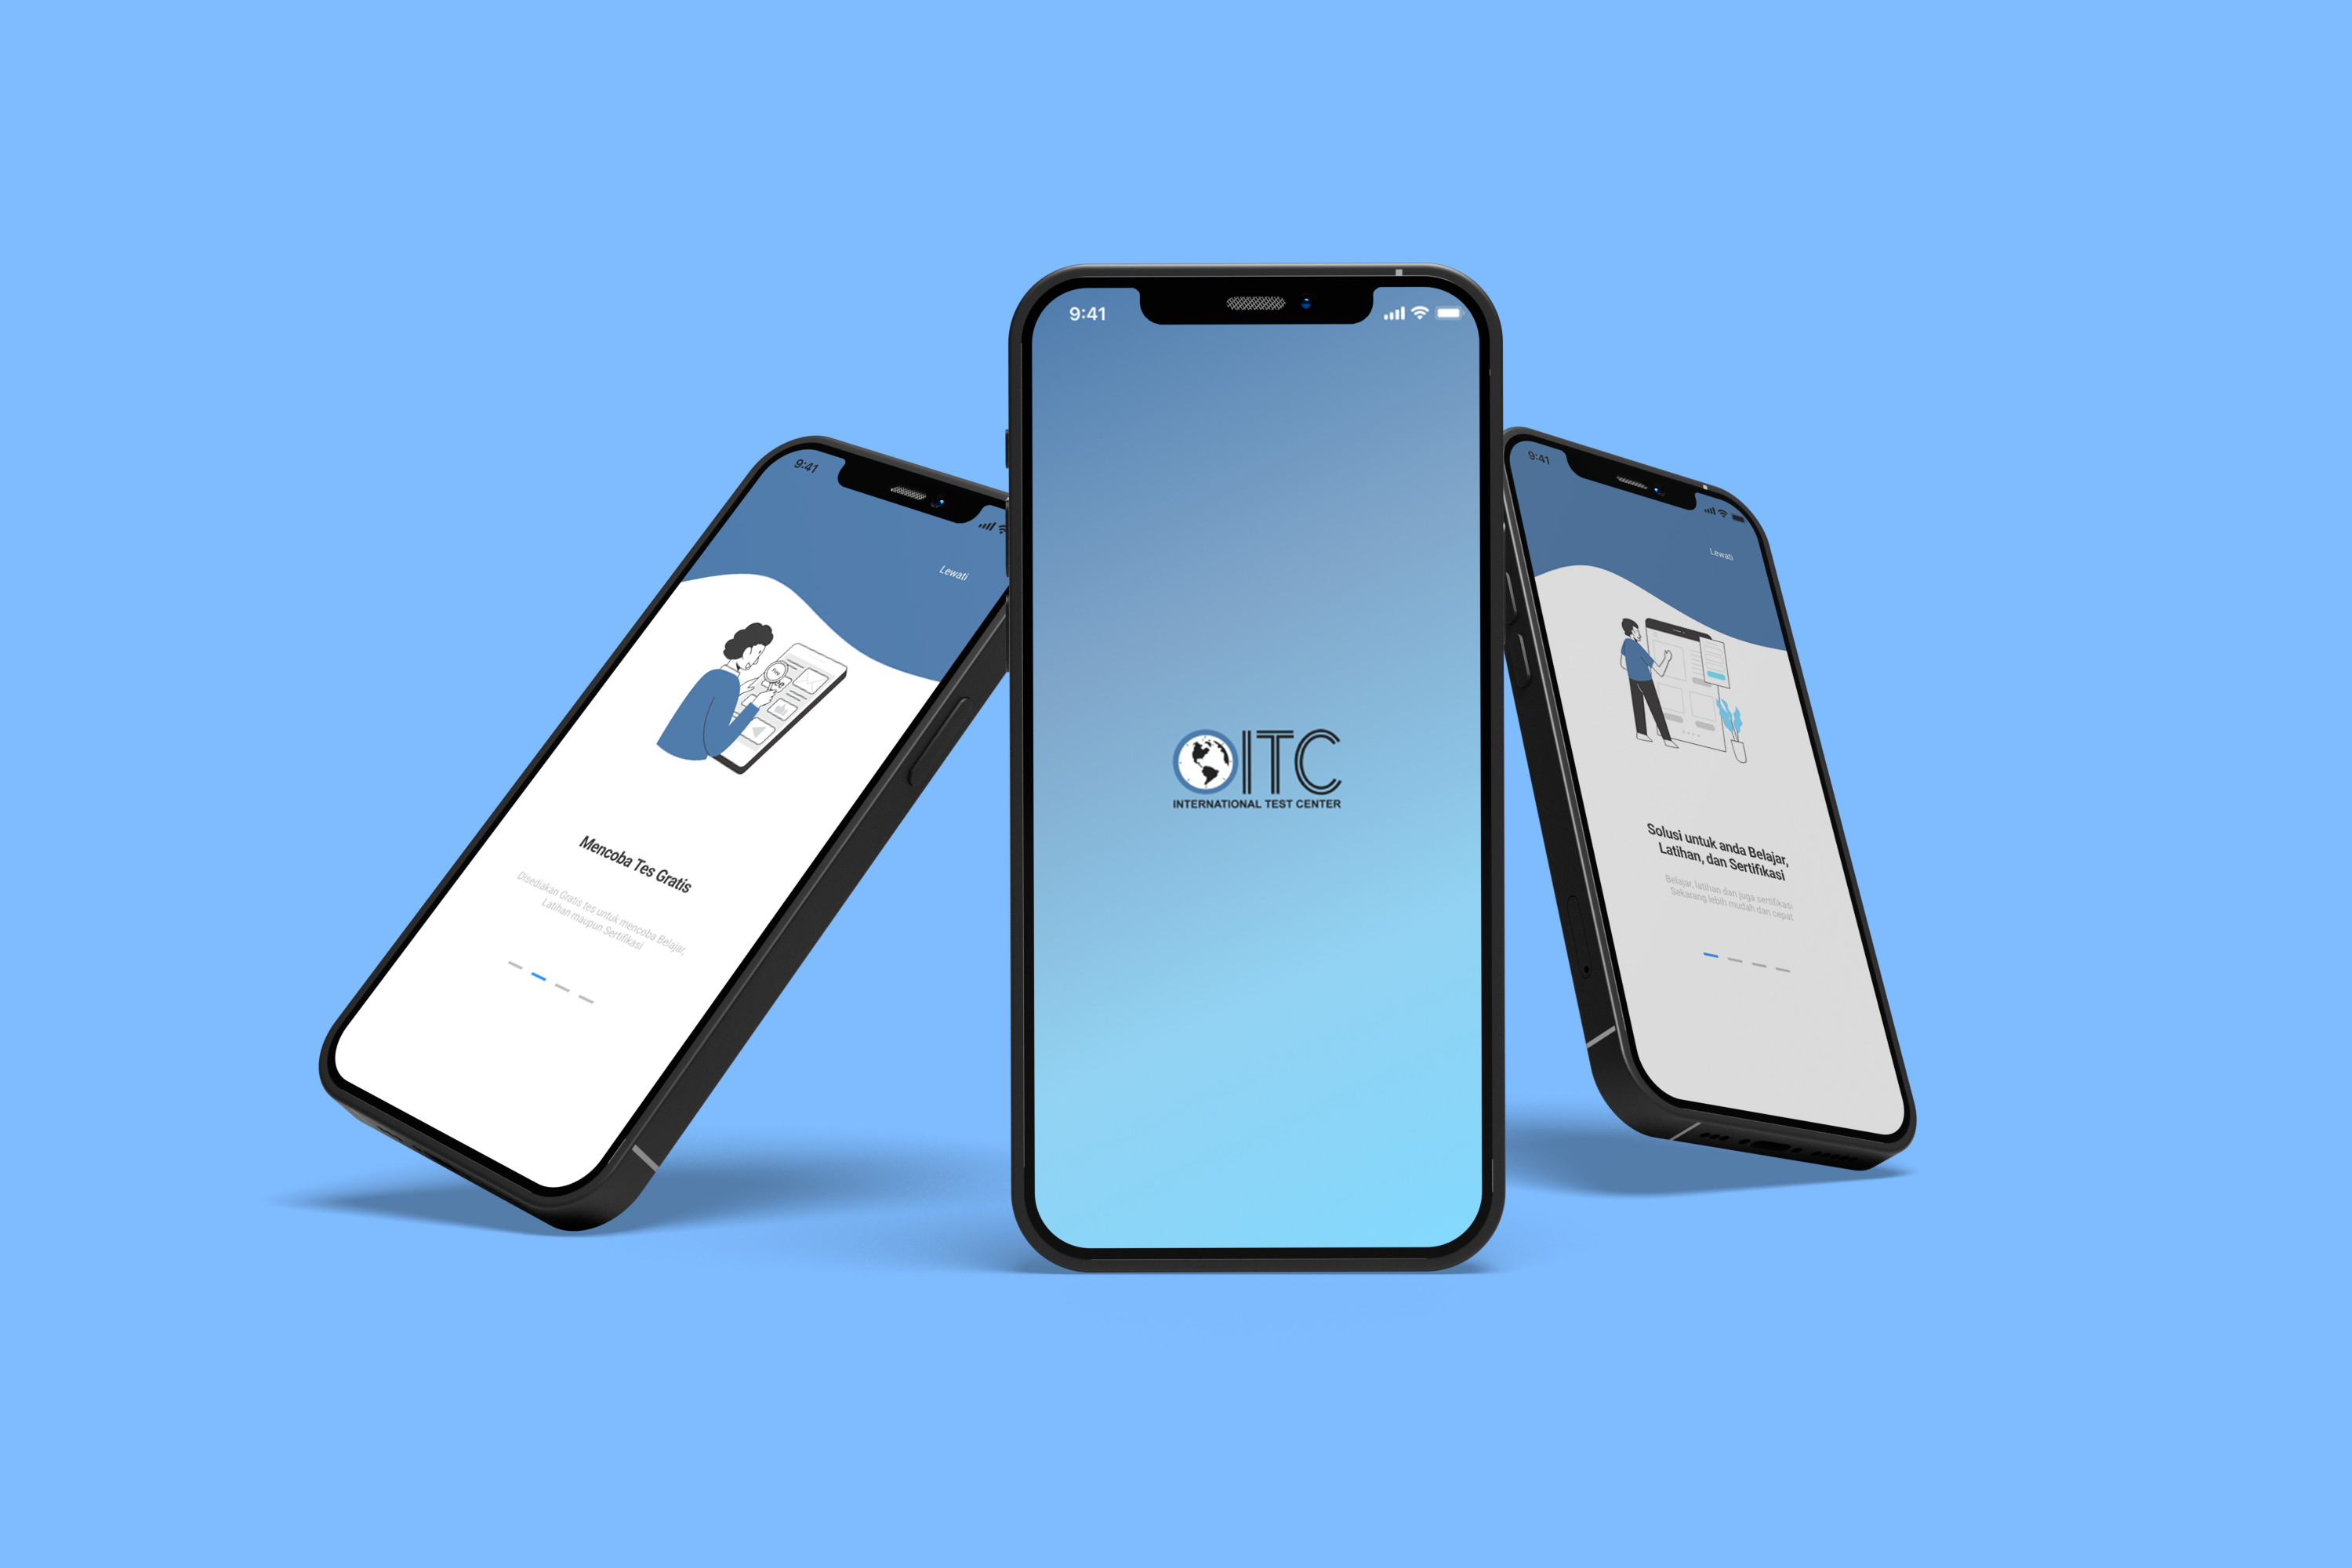 9:41
Lewati
Mencoba Tes Gratis
Disediakan Gratis tes untuk mencoba Belajar,
Latihan maupun Sertifikasi
9:41
ITC
INTERNATIONAL TEST CENTER
9:41
Lewati
Solusi untuk anda Belajar,
Latihan, dan Sertifikasi
Belajar, latihan dan juga sertifikasi
Sekarang lebih mudah dan cepat